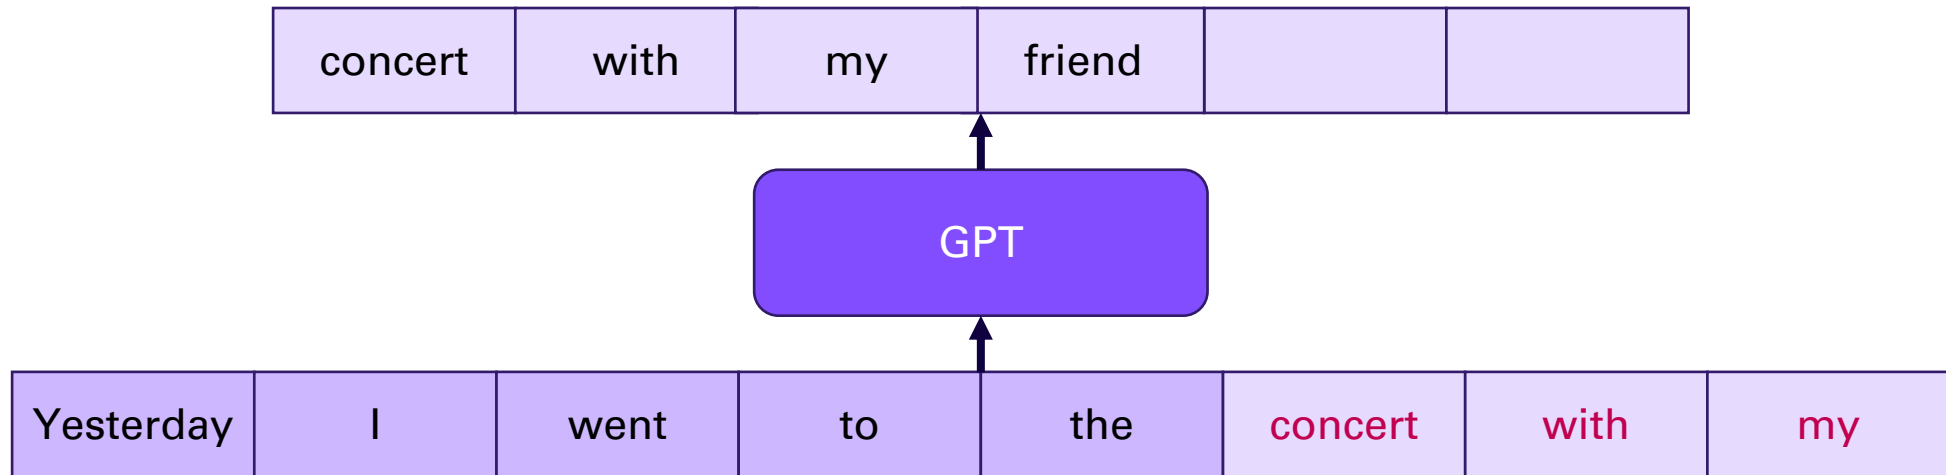 concert with my friend
GPT
Yesterday I went to the concert with my